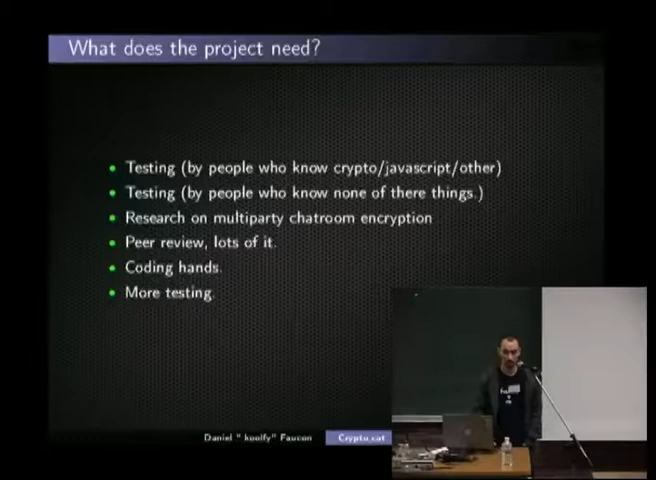 What does the project need?
Testing (by people who know crypto/javascript/other)
Testing (by people who know none of there things.)
Research on multiparty chatroom encryption
Peer review, lots of it.
Coding hands.
More testing
Daniel "koolfy" Faucon
Crypto.cat